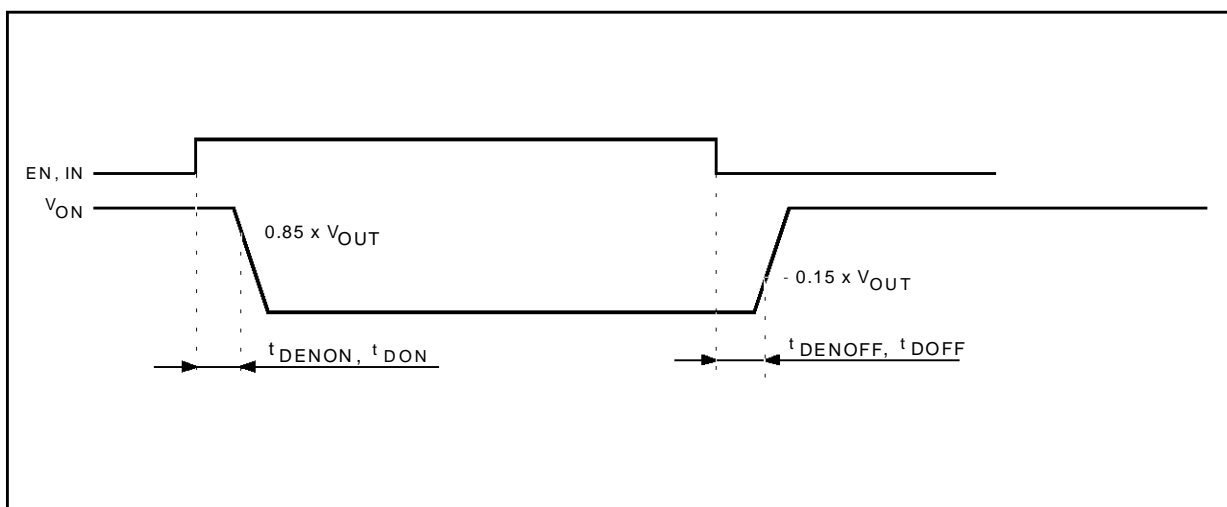 EN, IN
VON
0.85 x VOUT
- 0.15 x VOUT
tDENON, tDON
tDENOFF, tDOFF